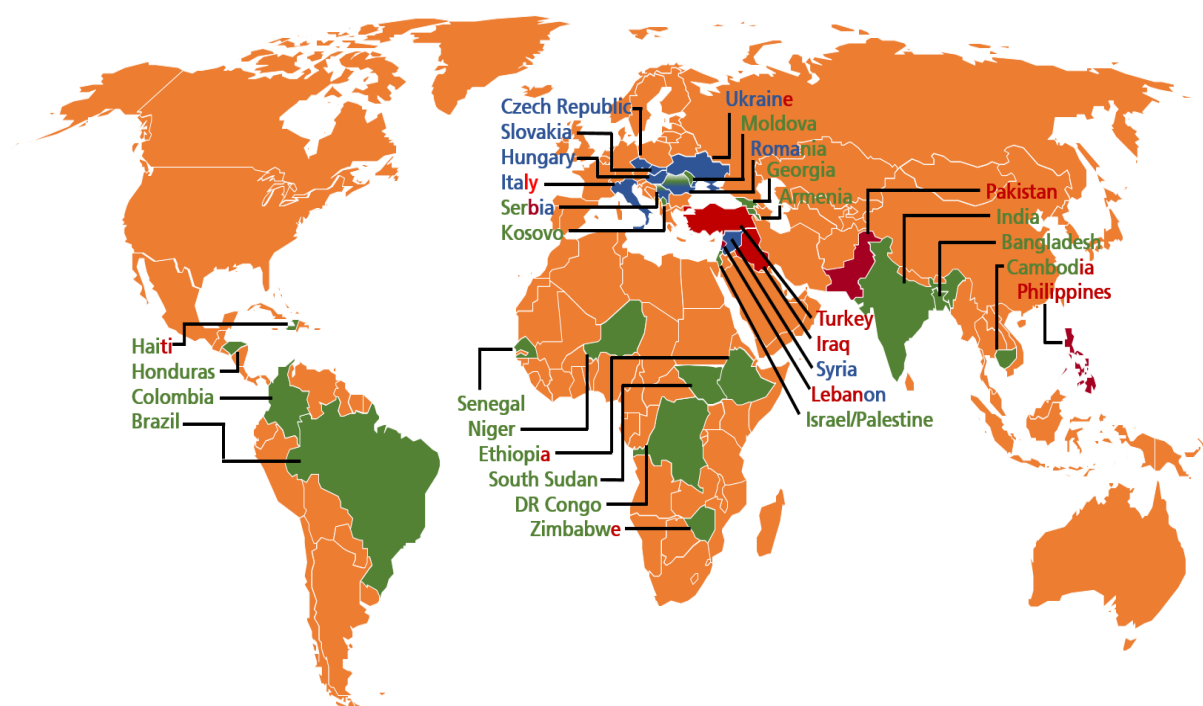 Czech Republic
Slovakia
Hungary
Italy
Serbia
Kosovo
Ukraine
Moldova
Romania
Georgia
Armenia
Pakistan
India
Bangladesh
Cambodia
Philippines
Turkey
Iraq
Syria
Lebanon
Israel/Palestine
Haiti
Honduras
Colombia
Brazil
Senegal
Niger
Ethiopia
South Sudan
DR Congo
Zimbabwe